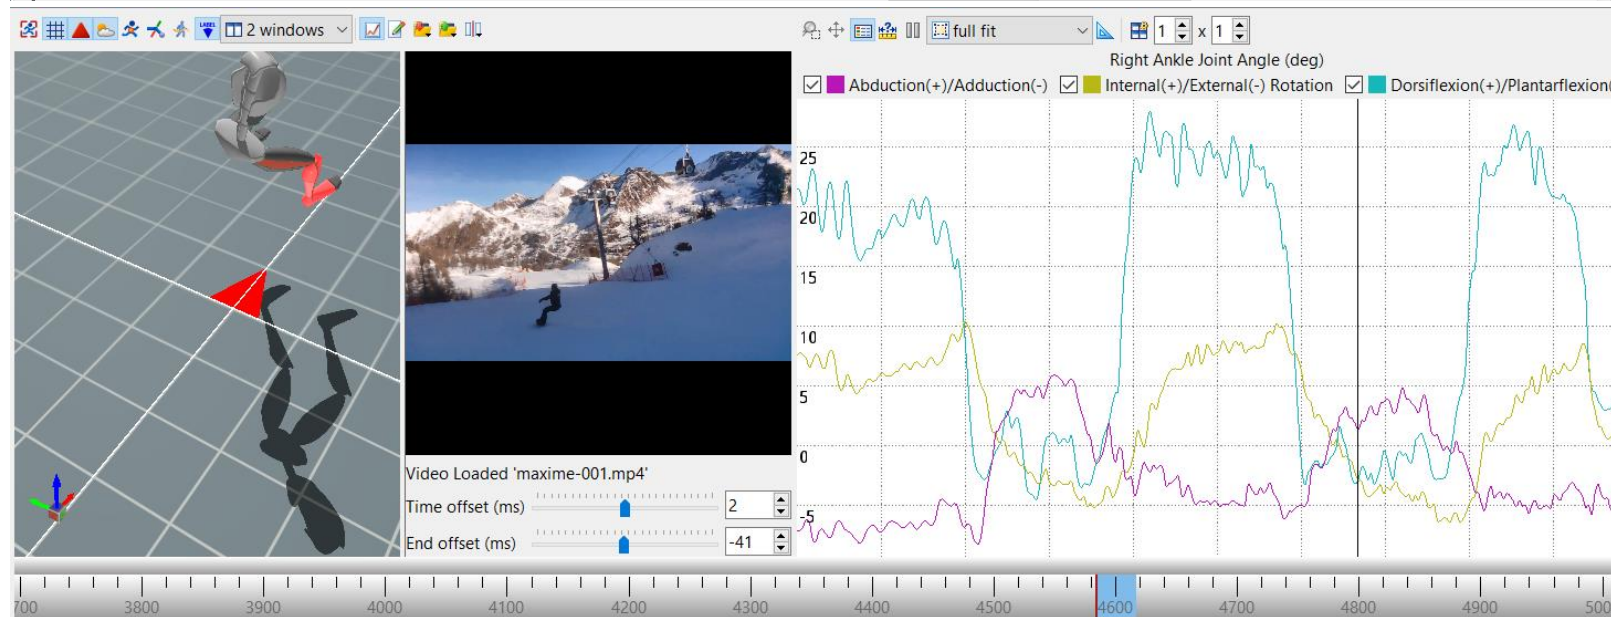 LABEL
2 windows
full fit
1 x 1
Right Ankle Joint Angle (deg)
Abduction(+)/Adduction(-) Internal(+)/External(-) Rotation Dorsiflexion(+)/Plantarflexion(
25
20
15
10
5
0
-5
Video Loaded 'maxime-001.mp4'
Time offset (ms) 2
End offset (ms) -41
700 3800 3900 4000 4100 4200 4300 4400 4500 4600 4700 4800 4900 500